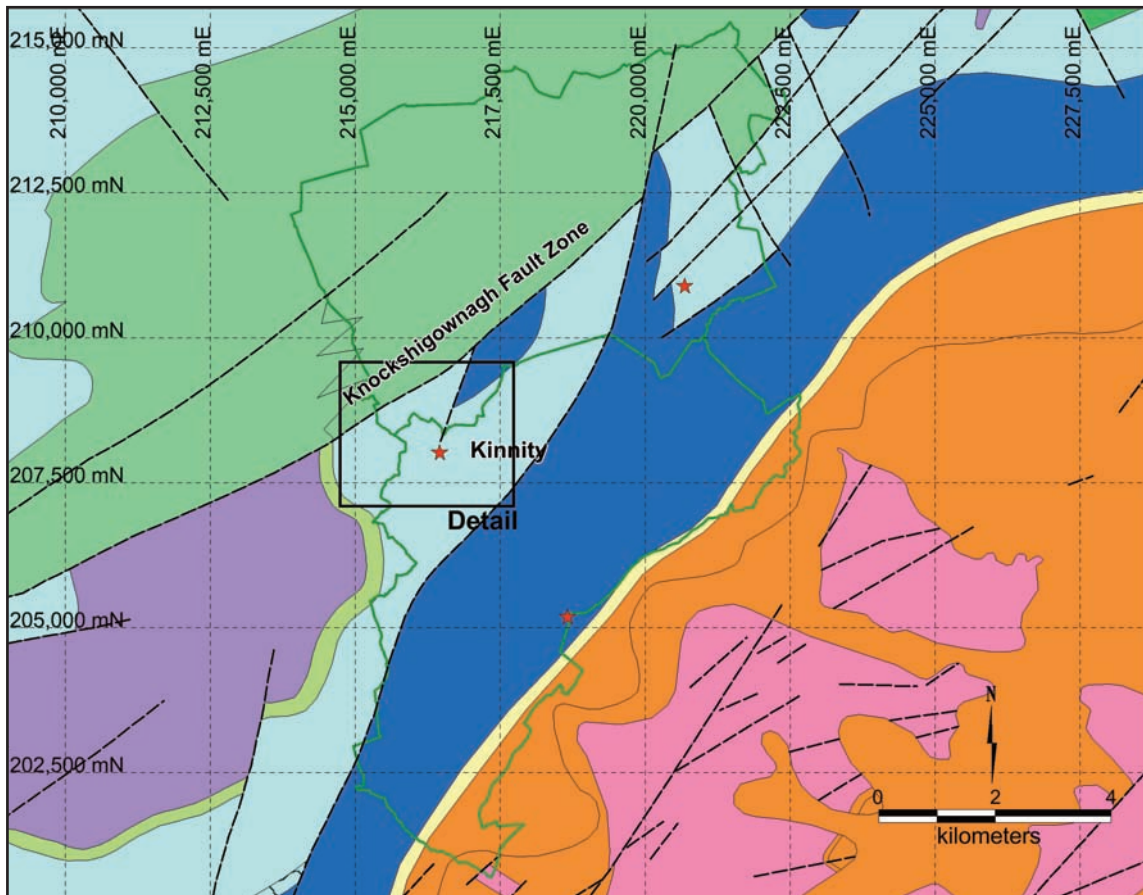 210,000 mE
212,500 mE
215,000 mE
217,500 mE
220,000 mE
222,500 mE
225,000 mE
227,500 mE
215,000 mN
212,500 mN
Knockshigownagh Fault Zone
210,000 mN
Kinnity
207,500 mN
Detail
205,000 mN
N
202,500 mN
0
2
4
kilometers